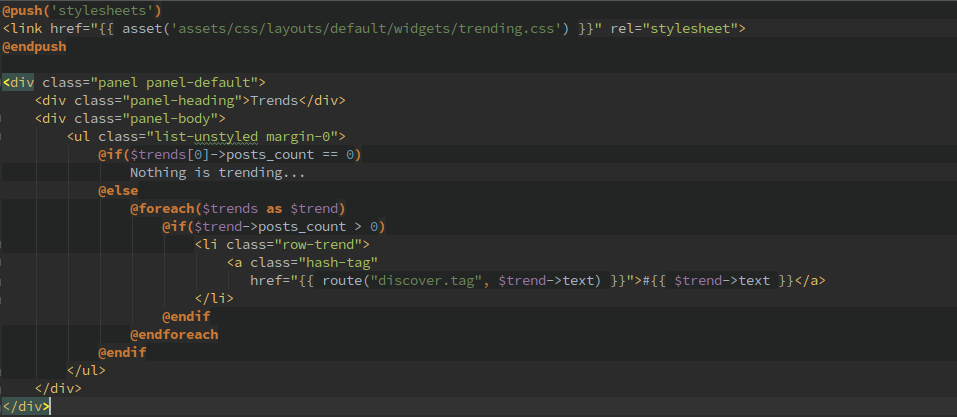 @push('stylesheets')
<link href="{{ asset('assets/css/layouts/default/widgets/trending.css') }}" rel="stylesheet">
@endpush

<div class="panel panel-default">
    <div class="panel-heading">Trends</div>
    <div class="panel-body">
        <ul class="list-unstyled margin-0">
            @if($trends[0]->posts_count == 0)
                Nothing is trending...
            @else
                @foreach($trends as $trend)
                    @if($trend->posts_count > 0)
                        <li class="row-trend">
                            <a class="hash-tag"
                               href="{{ route("discover.tag", $trend->text) }}">#{{ $trend->text }}</a>
                        </li>
                    @endif
                @endforeach
            @endif
        </ul>
    </div>
</div>